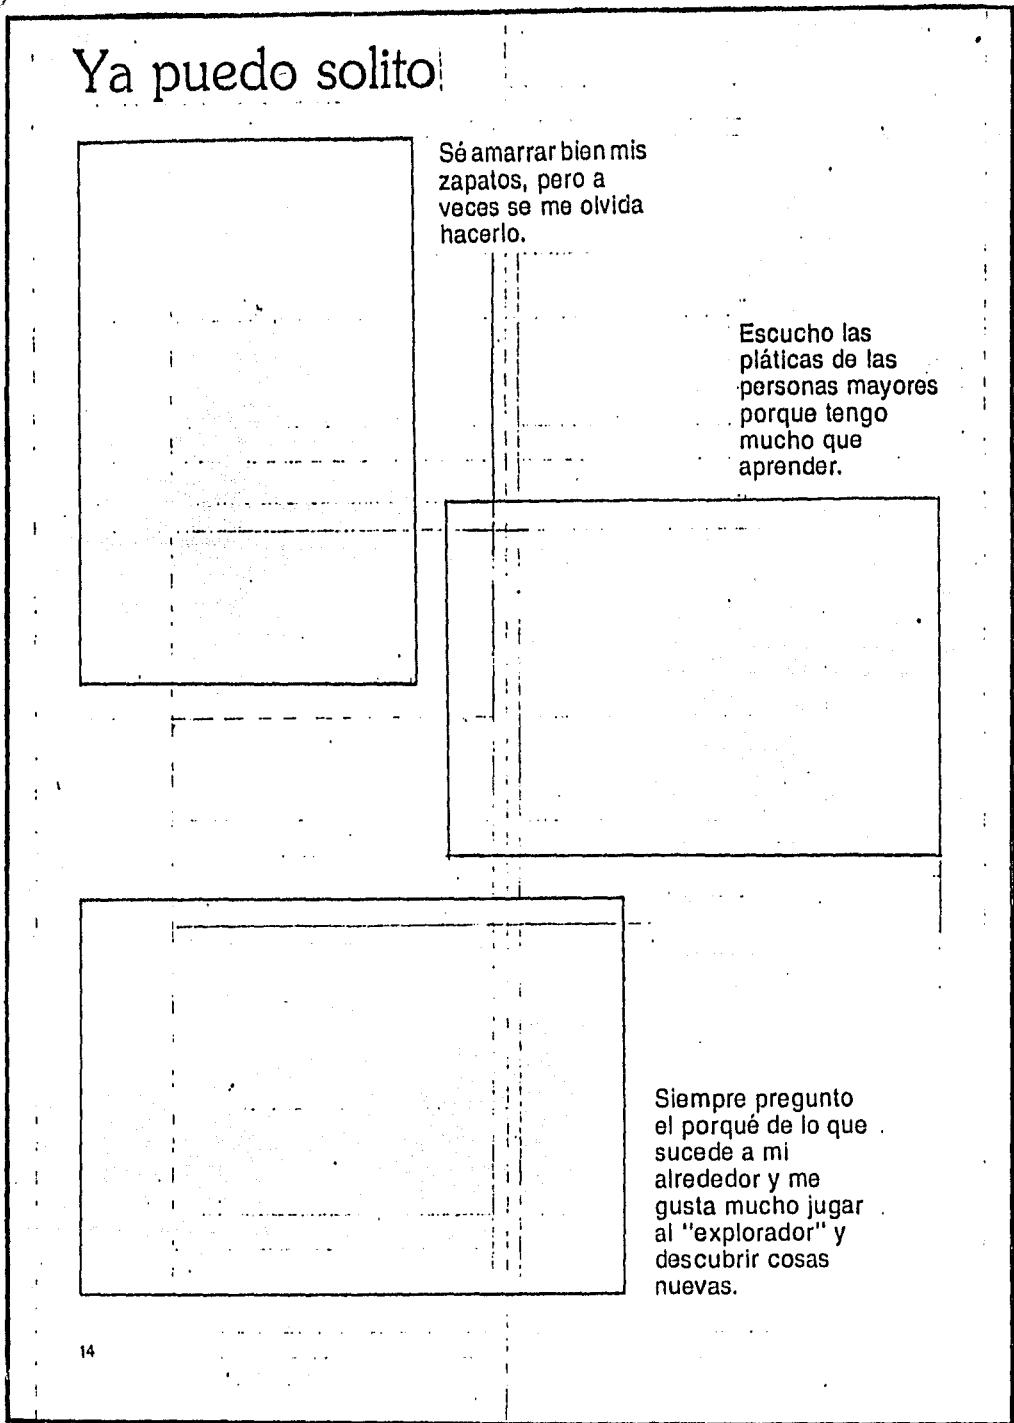 Ya puedo solito
Sé amarrar bien mis
zapatos, pero a
veces se me olvida
hacerlo.
Escucho las
pláticas de las
personas mayores
porque tengo
mucho que
aprender.
Siempre pregunto
el porqué de lo que
sucede a mi
alrededor y me
gusta mucho jugar
al "explorador" y
descubrir cosas
nuevas.
14